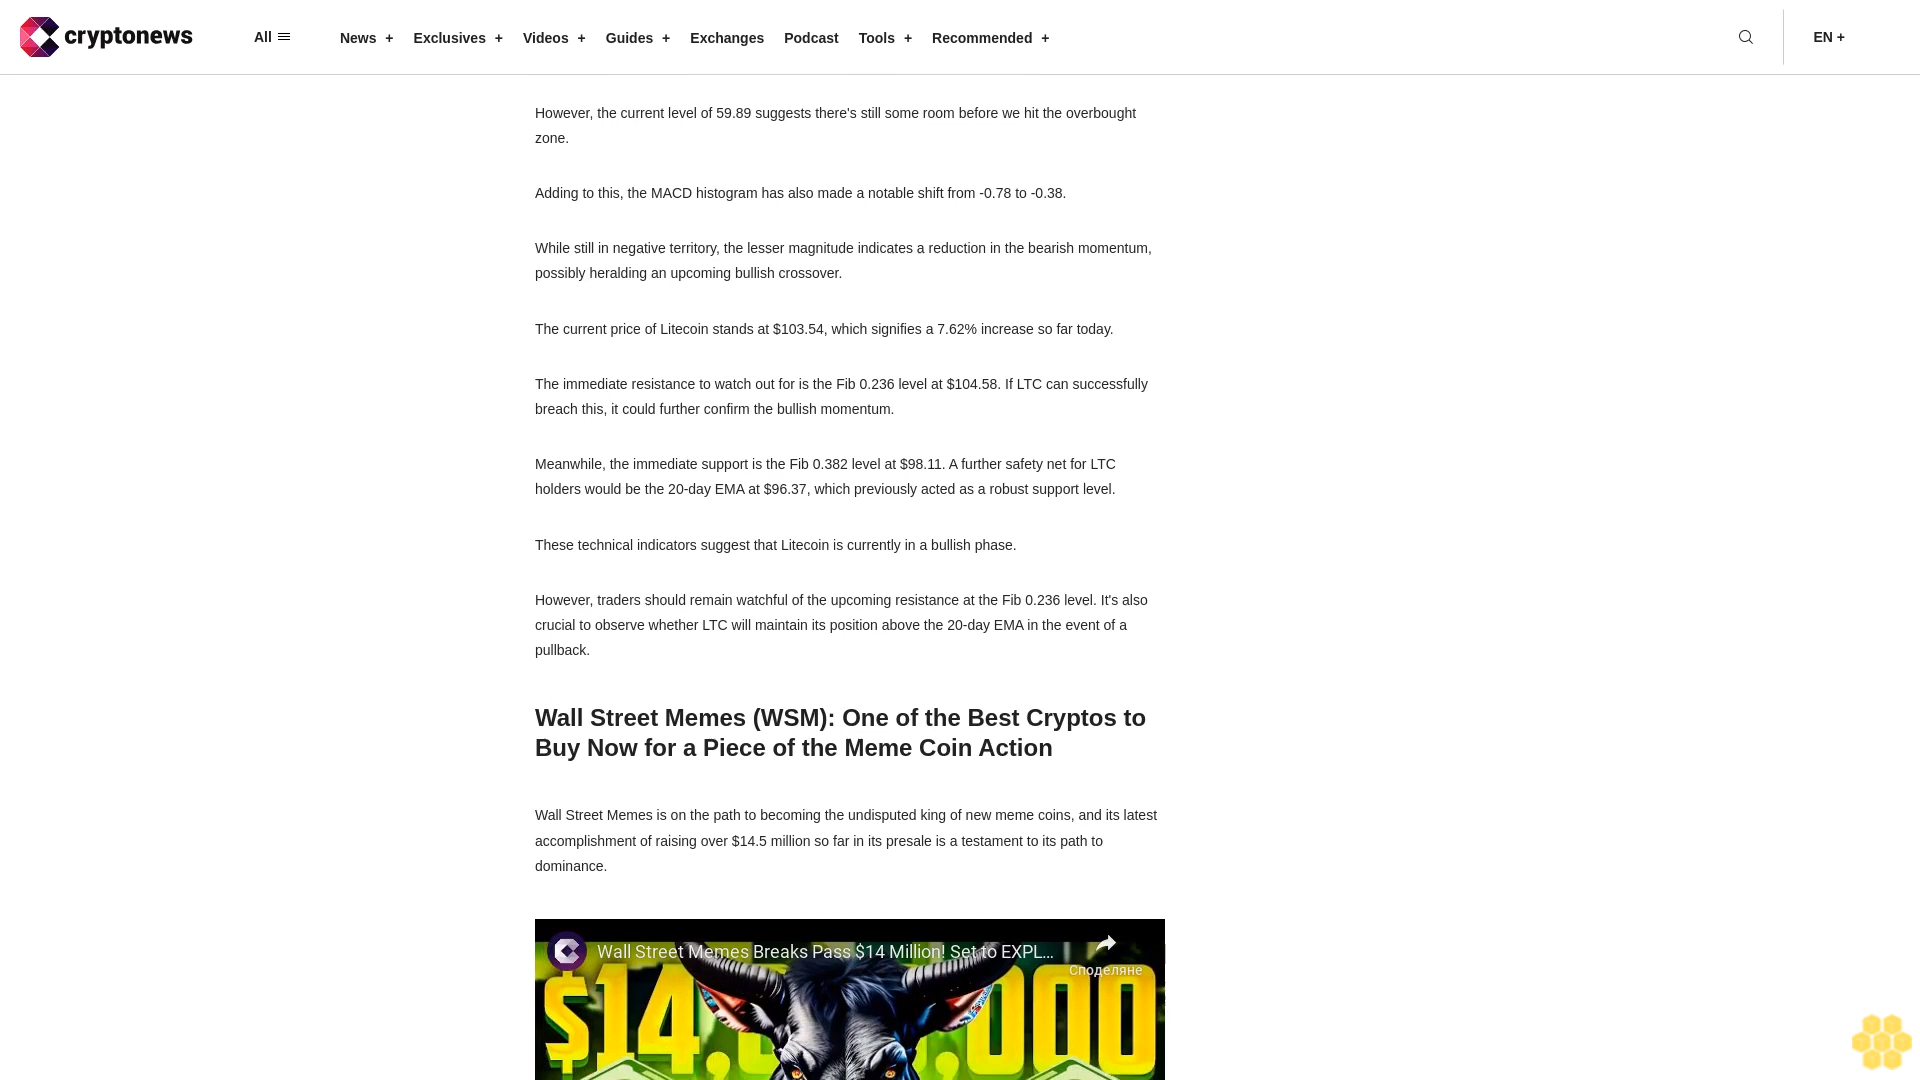 cryptonews
All
News +
Exclusives +
Videos +
Guides +
Exchanges
Podcast
Tools +
Recommended +
EN +
However, the current level of 59.89 suggests there's still some room before we hit the overbought
zone.
Adding to this, the MACD histogram has also made a notable shift from -0.78 to -0.38.
While still in negative territory, the lesser magnitude indicates a reduction in the bearish momentum,
possibly heralding an upcoming bullish crossover.
The current price of Litecoin stands at $103.54, which signifies a 7.62% increase so far today.
The immediate resistance to watch out for is the Fib 0.236 level at $104.58. If LTC can successfully
breach this, it could further confirm the bullish momentum.
Meanwhile, the immediate support is the Fib 0.382 level at $98.11. A further safety net for LTC
holders would be the 20-day EMA at $96.37, which previously acted as a robust support level.
These technical indicators suggest that Litecoin is currently in a bullish phase.
However, traders should remain watchful of the upcoming resistance at the Fib 0.236 level. It's also
crucial to observe whether LTC will maintain its position above the 20-day EMA in the event of a
pullback.
Wall Street Memes (WSM): One of the Best Cryptos to
Buy Now for a Piece of the Meme Coin Action
Wall Street Memes is on the path to becoming the undisputed king of new meme coins, and its latest
accomplishment of raising over $14.5 million so far in its presale is a testament to its path to
dominance.
Wall Street Memes Breaks Pass $14 Million! Set to EXPL...
Споделяне